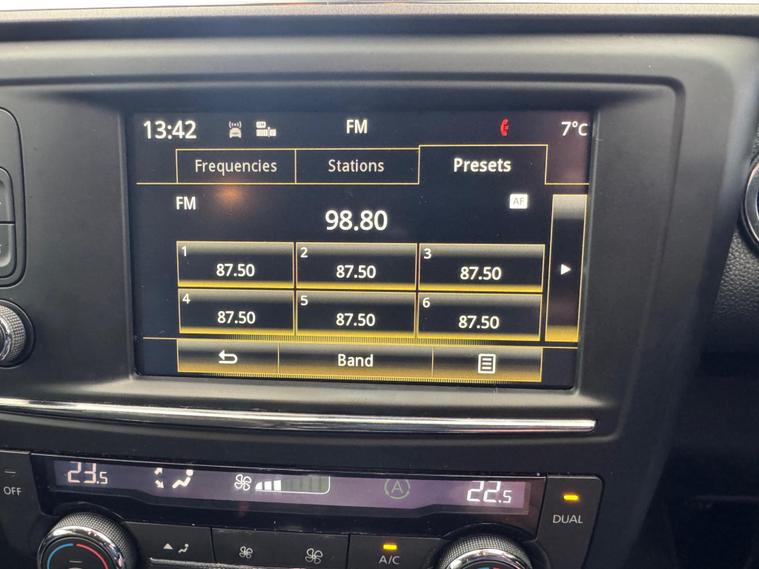 13:42 FM 7°C
Frequencies Stations Presets
FM AF
98.80
1 87.50 2 87.50 3 87.50
4 87.50 5 87.50 6 87.50
Band
23.5 A 22.5
OFF DUAL
A/C